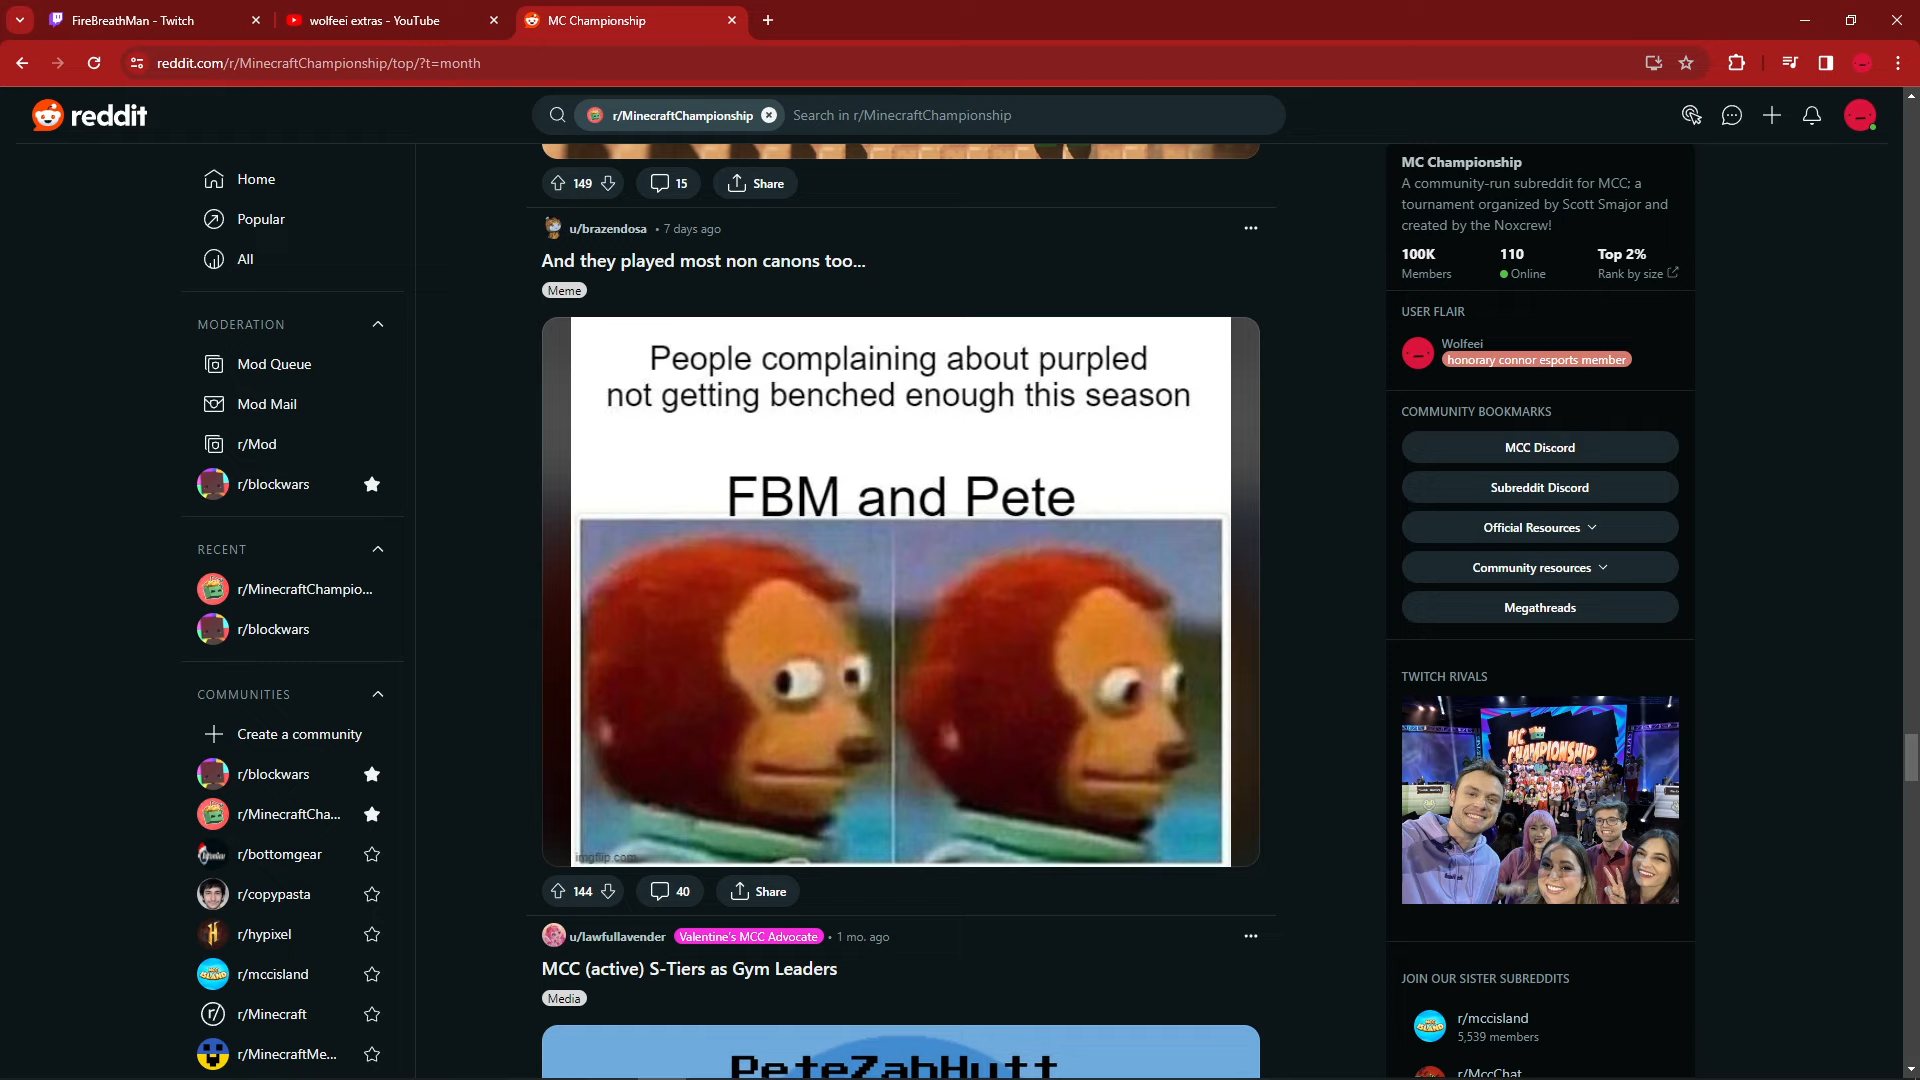 FireBreathMan - Twitch
wolfeei extras - YouTube
MC Championship
reddit.com/r/MinecraftChampionship/top/?t=month
reddit
r/MinecraftChampionship
Search in r/MinecraftChampionship
Home
Popular
All
MODERATION
Mod Queue
Mod Mail
r/Mod
r/blockwars
RECENT
r/MinecraftChampio...
r/blockwars
COMMUNITIES
Create a community
r/blockwars
r/MinecraftCha...
r/bottomgear
r/copypasta
r/hypixel
r/mccisland
r/Minecraft
r/MinecraftMe...
149
15
Share
u/brazendosa • 7 days ago
And they played most non canons too...
Meme
People complaining about purpled
not getting benched enough this season
FBM and Pete
imgflip.com
144
40
Share
u/lawfullavender Valentine's MCC Advocate • 1 mo. ago
MCC (active) S-Tiers as Gym Leaders
Media
PeteZahHutt
MC Championship
A community-run subreddit for MCC; a
tournament organized by Scott Smajor and
created by the Noxcrew!
100K 110 Top 2%
Members Online Rank by size
USER FLAIR
Wolfeei
honorary connor esports member
COMMUNITY BOOKMARKS
MCC Discord
Subreddit Discord
Official Resources
Community resources
Megathreads
TWITCH RIVALS
MC
CHAMPIONSHIP
JOIN OUR SISTER SUBREDDITS
r/mccisland
5,539 members
r/MccChat